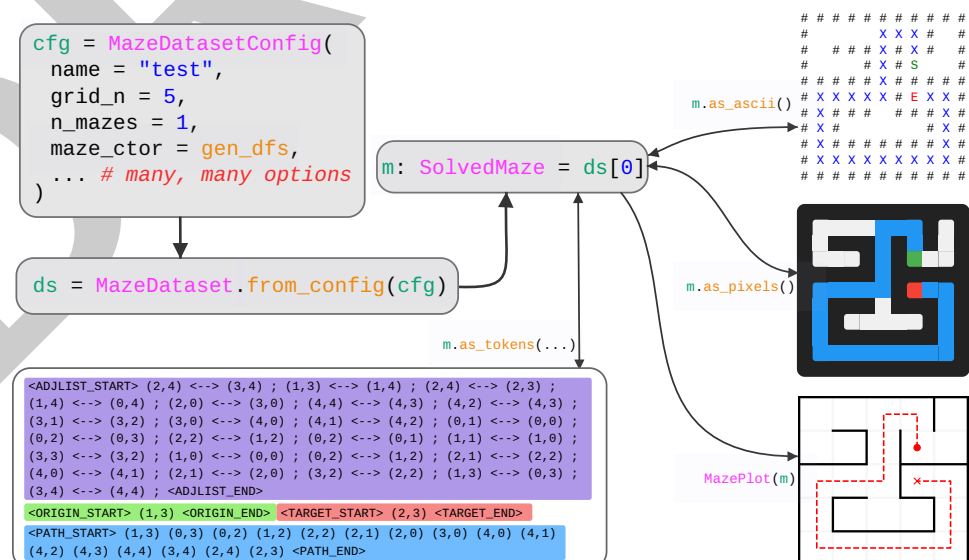 cfg = MazeDatasetConfig(
name = "test",
grid_n = 5,
n_mazes = 1,
maze_ctor = gen_dfs,
... # many, many options
)
ds = MazeDataset.from_config(cfg)
m: SolvedMaze = ds[0]
m.as_ascii()
m.as_pixels()
m.as_tokens(...)
MazePlot(m)
# # # # # # # # # # #
#         X X X #   #
#   # # # X # X #   #
#       # X # S     #
# # # # # X # # # # #
# X X X X X # E X X #
# X # # #   # # # X #
# X #           # X #
# X # # # # # # # X #
# X X X X X X X X X #
# # # # # # # # # # #
<ADJLIST_START> (2,4) <--> (3,4) ; (1,3) <--> (1,4) ; (2,4) <--> (2,3) ;
(1,4) <--> (0,4) ; (2,0) <--> (3,0) ; (4,4) <--> (4,3) ; (4,2) <--> (4,3) ;
(3,1) <--> (3,2) ; (3,0) <--> (4,0) ; (4,1) <--> (4,2) ; (0,1) <--> (0,0) ;
(0,2) <--> (0,3) ; (2,2) <--> (1,2) ; (0,2) <--> (0,1) ; (1,1) <--> (1,0) ;
(3,3) <--> (3,2) ; (1,0) <--> (0,0) ; (0,2) <--> (1,2) ; (2,1) <--> (2,2) ;
(4,0) <--> (4,1) ; (2,1) <--> (2,0) ; (3,2) <--> (2,2) ; (1,3) <--> (0,3) ;
(3,4) <--> (4,4) ; <ADJLIST_END>
<ORIGIN_START> (1,3) <ORIGIN_END> <TARGET_START> (2,3) <TARGET_END>
<PATH_START> (1,3) (0,3) (0,2) (1,2) (2,2) (2,1) (2,0) (3,0) (4,0) (4,1)
(4,2) (4,3) (4,4) (3,4) (2,4) (2,3) <PATH_END>